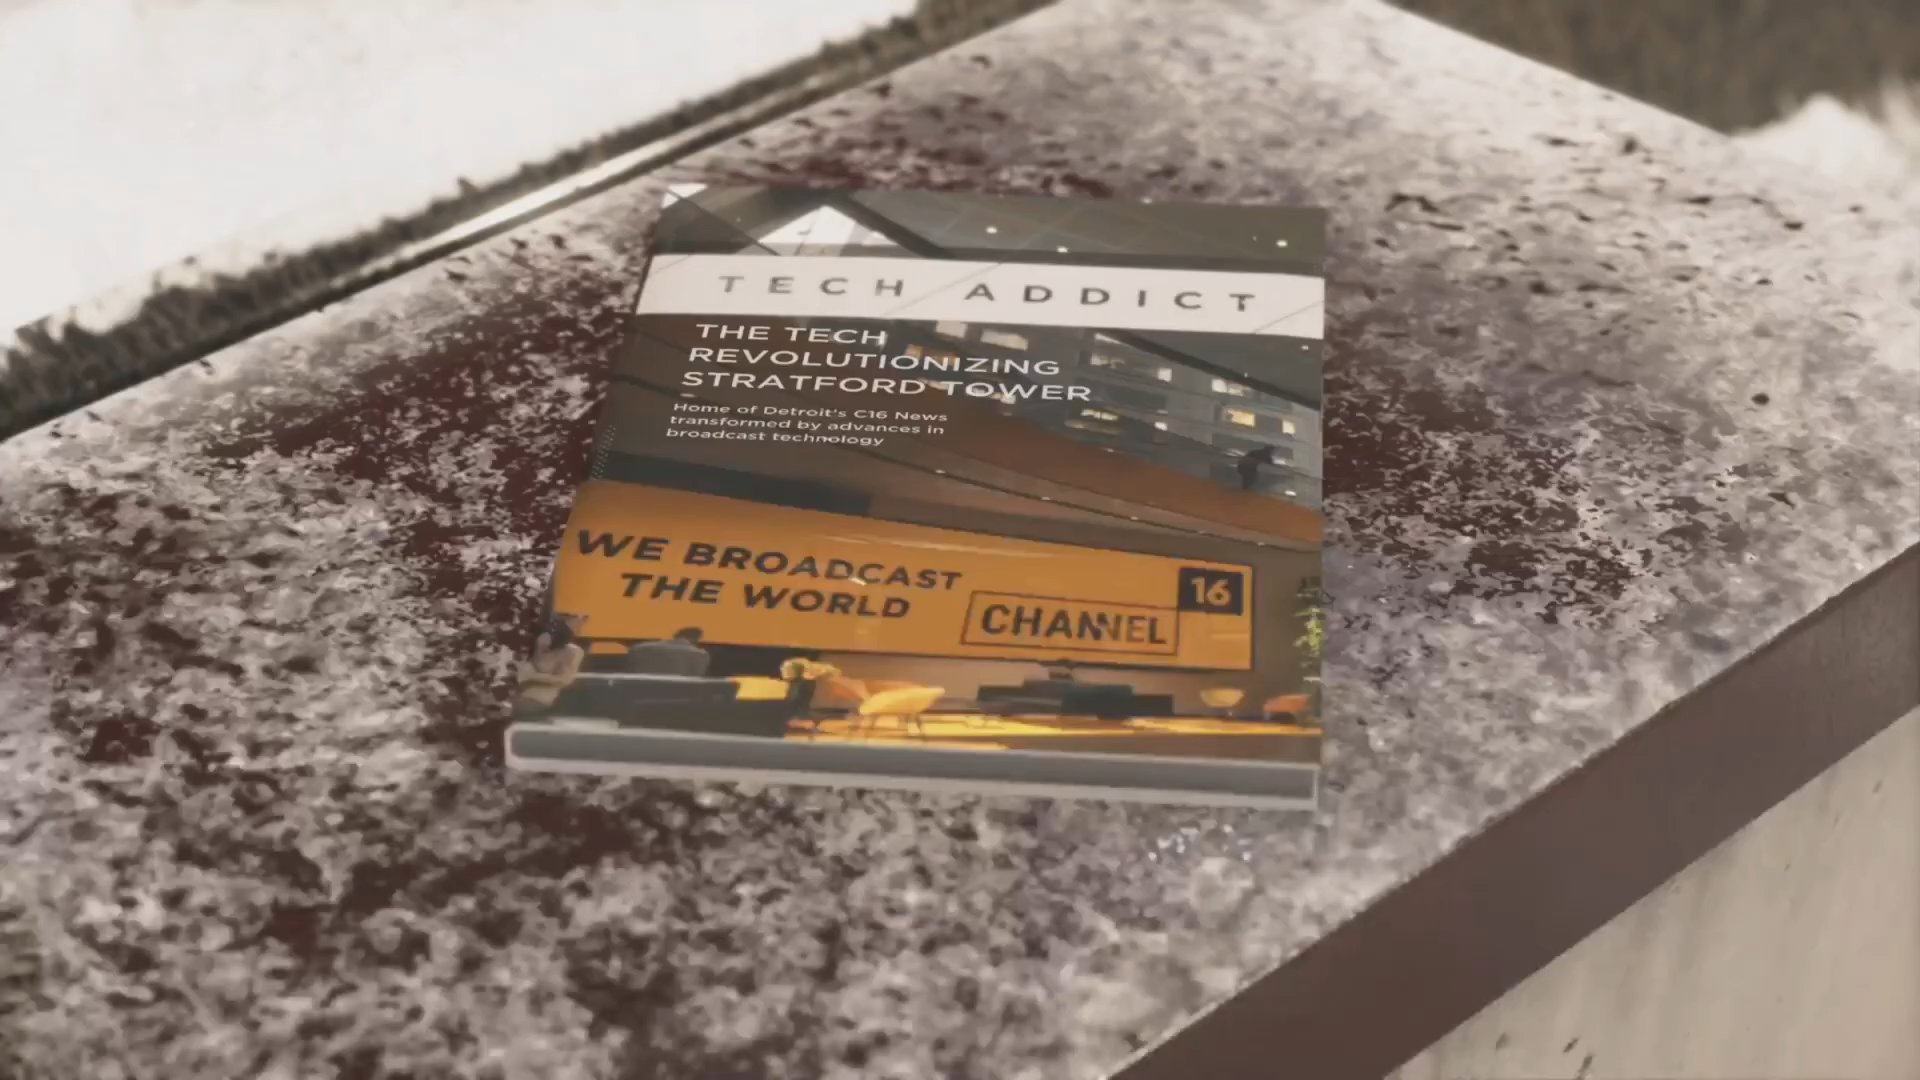 TECH ADDICT
THE TECH
REVOLUTIONIZING
STRATFORD TOWER
Home of Detroit's C16 News
transformed by advances in
broadcast technology
WE BROADCAST
THE WORLD
CHANNEL
16